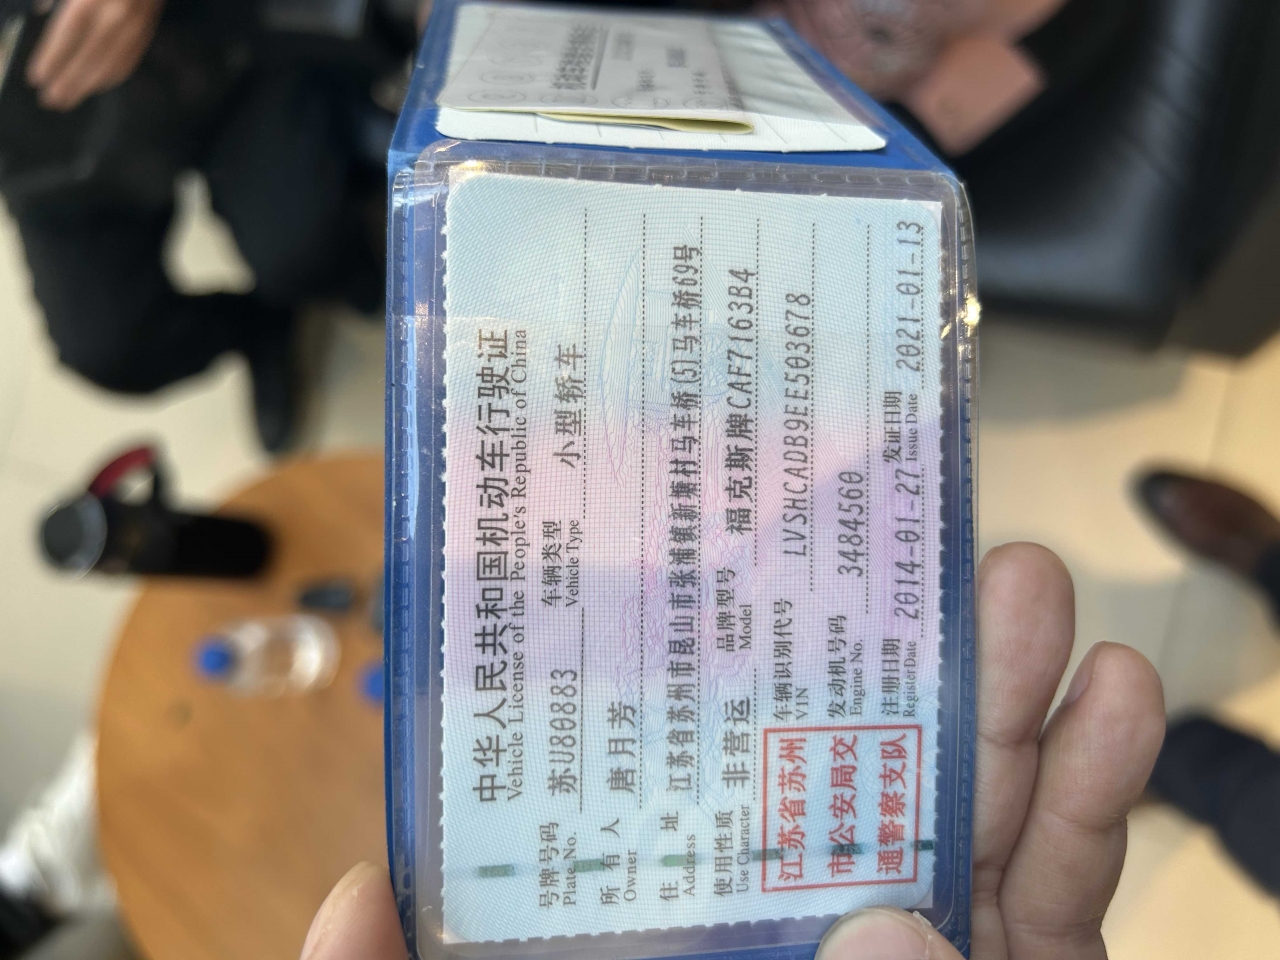 中华人民共和国机动车行驶证
Vehicle License of the People's Republic of China
号牌号码 苏U80883 车辆类型 小型轿车
Plate No. Vehicle Type
所有人 唐月芳
Owner
住址 江苏省苏州市昆山市张浦镇新塘村马车桥(5)马车桥69号
Address
使用性质 非营运 品牌型号 福克斯牌CAF7163B4
Use Character Model
江苏省苏州市公安局交通警察支队
车辆识别代号 LVSHCADB9EE503678
VIN
发动机号码 3484560
Engine No.
注册日期 2014-01-27 发证日期 2021-01-13
Register Date Issue Date